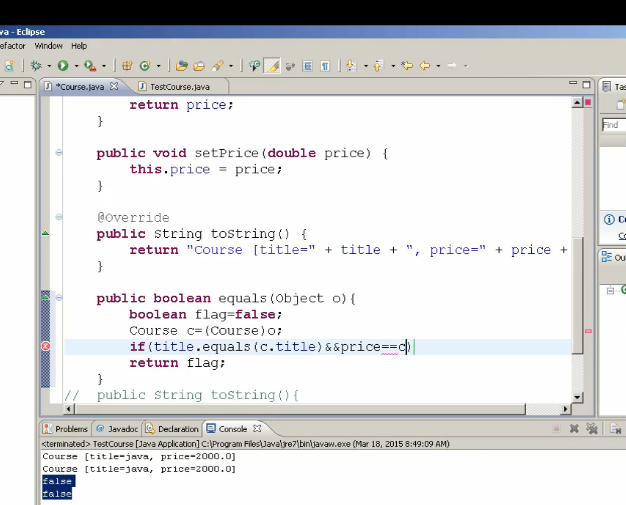 va - Eclipse
efactor Window Help
*Course.java TestCourse.java
return price;
}
public void setPrice(double price) {
this.price = price;
}
@Override
public String toString() {
return "Course [title=" + title + ", price=" + price +
}
public boolean equals(Object o){
boolean flag=false;
Course c=(Course)o;
if(title.equals(c.title)&&price==c)
return flag;
}
// public String toString(){
Tas
Find
Co
Co
Out
Problems Javadoc Declaration Console
<terminated> TestCourse [Java Application] C:\Program Files\Java\jre7\bin\javaw.exe (Mar 18, 2015 8:49:09 AM)
Course [title=java, price=2000.0]
Course [title=java, price=2000.0]
false
false